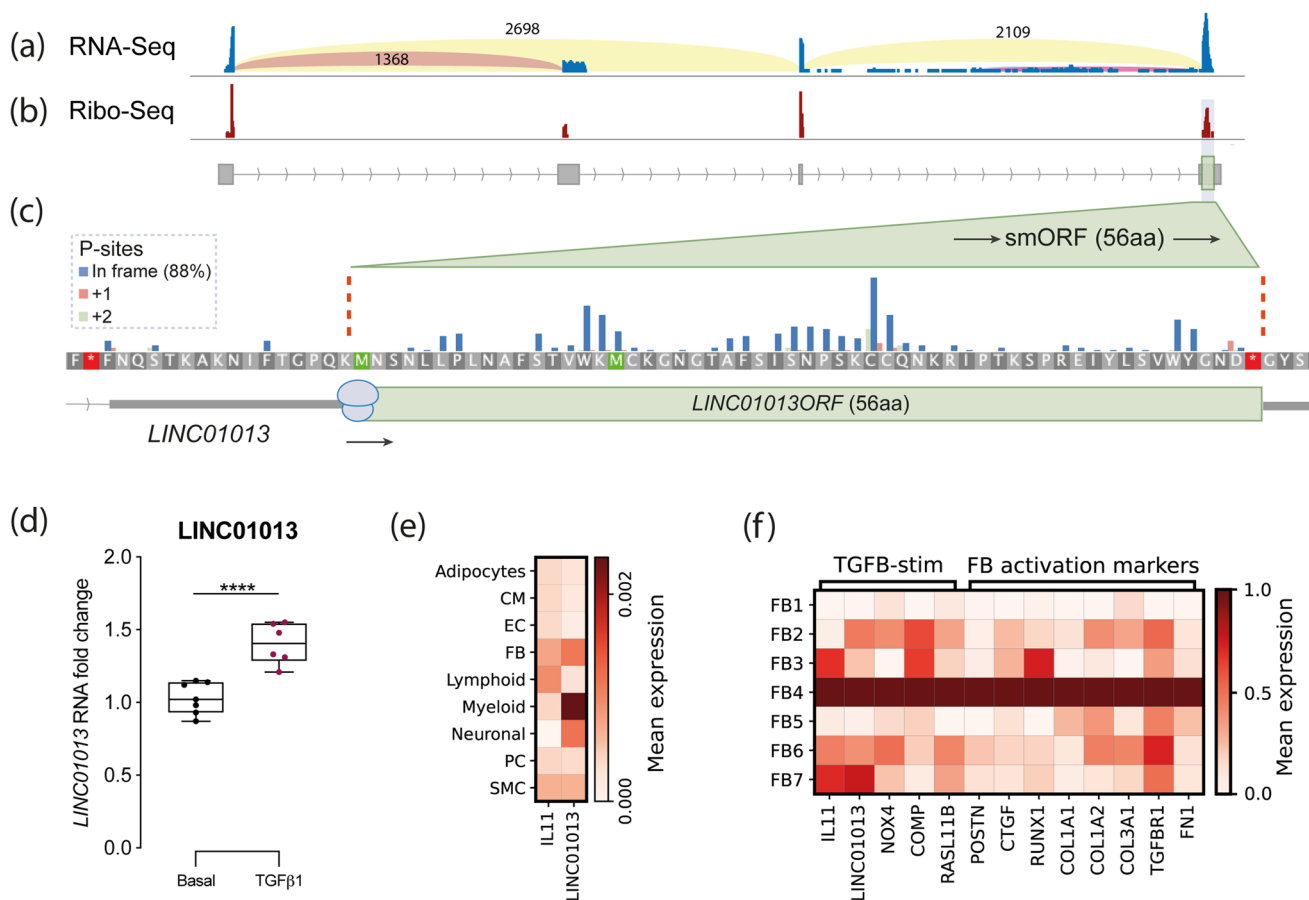 (a) RNA-Seq
2698
1368
2109
(b) Ribo-Seq
(c)
smORF (56aa)
P-sites
In frame (88%)
+1
+2
F*FNQSTKAKNIFTGPQKMNSNLLPLNAFSTVWKMCKGNGTAFSISNPSKCCQNKRIPTKSPREIYLSVWYGND*GYSI
LINC01013
LINC01013ORF (56aa)
(d)
LINC01013
LINC01013 RNA fold change
2.0
1.5
1.0
0.5
0.0
****
Basal
TGFβ1
(e)
Adipocytes
CM
EC
FB
Lymphoid
Myeloid
Neuronal
PC
SMC
IL11
LINC01013
0.002
0.000
Mean expression
(f)
TGFB-stim
FB activation markers
FB1
FB2
FB3
FB4
FB5
FB6
FB7
IL11
LINC01013
NOX4
COMP
RASL11B
POSTN
CTGF
RUNX1
COL1A1
COL1A2
COL3A1
TGFBR1
FN1
1.0
0.5
0.0
Mean expression